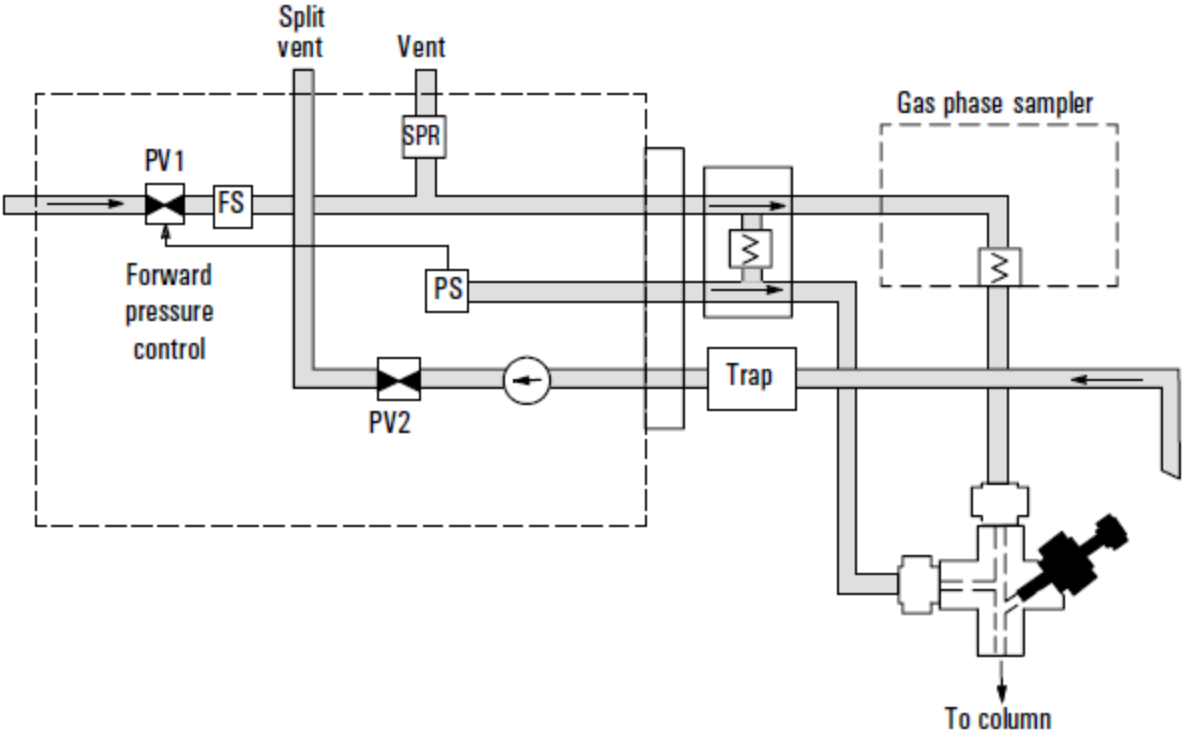 Split
vent
Vent
Gas phase sampler
SPR
PV1
FS
Forward
pressure
control
PS
Trap
PV2
To column